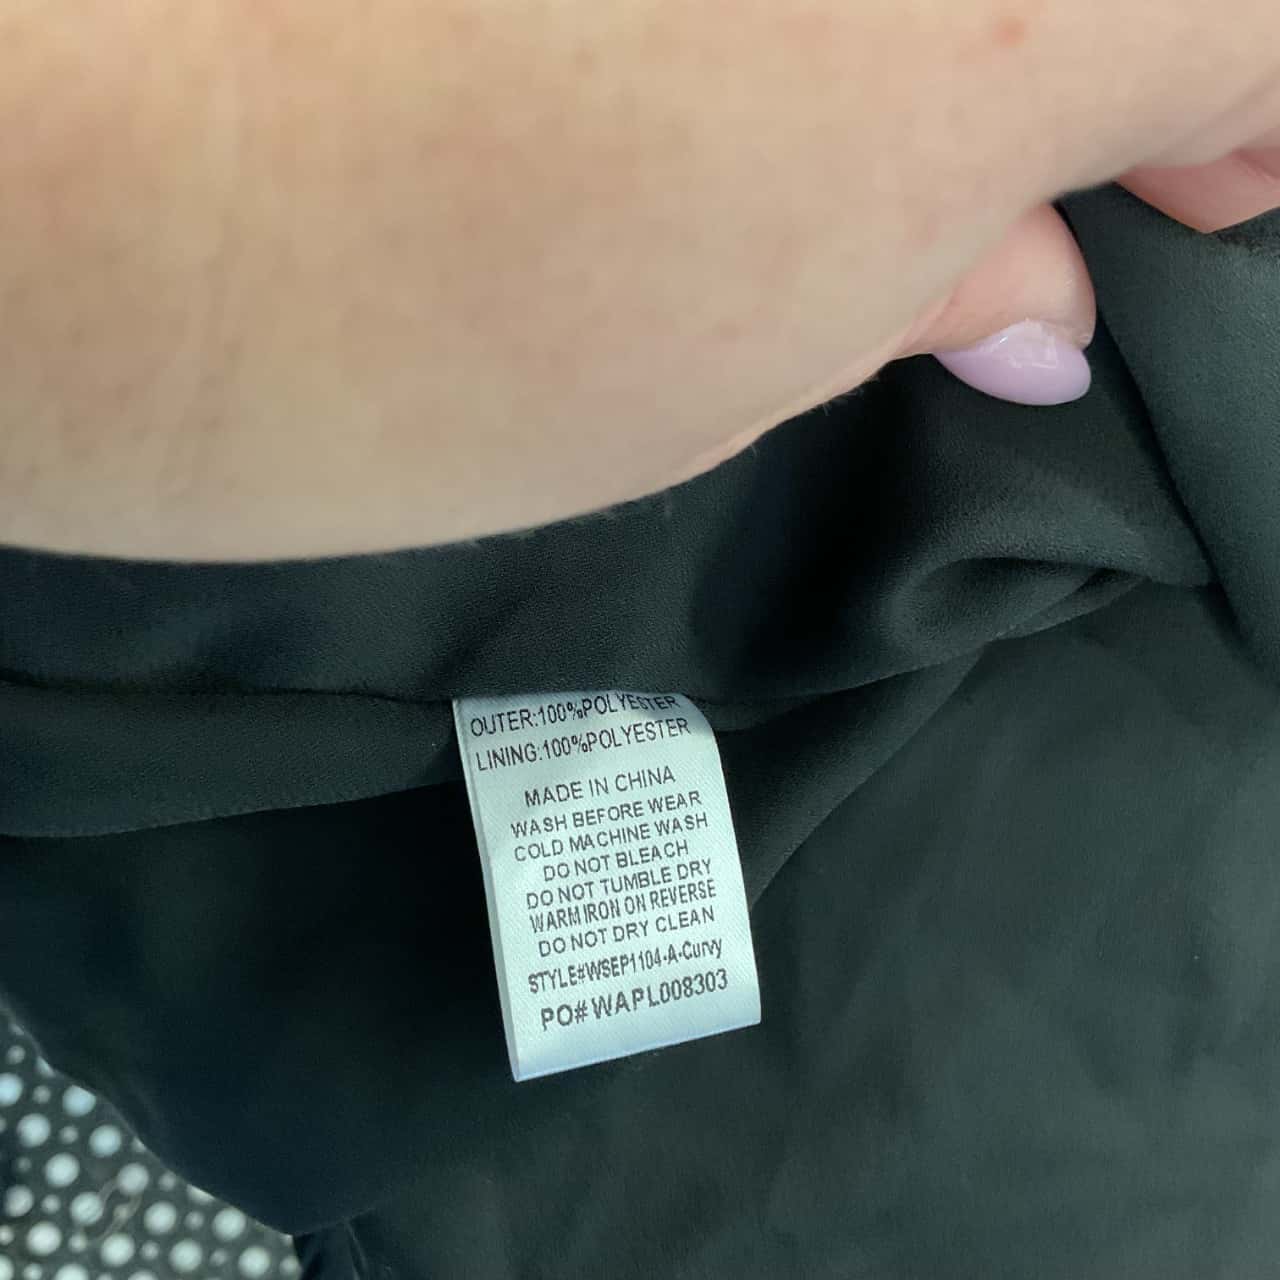 OUTER:100%POLYESTER
LINING:100%POLYESTER
MADE IN CHINA
WASH BEFORE WEAR
COLD MACHINE WASH
DO NOT BLEACH
DO NOT TUMBLE DRY
WARM IRON ON REVERSE
DO NOT DRY CLEAN
STYLE#WSEP1104-A-Curvy
PO#WAPL008303